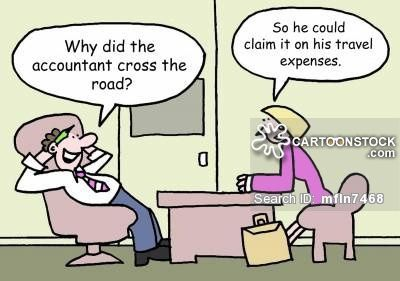 Why did the
accountant cross the
road?
So he could
claim it on his travel
expenses.
CARTOONSTOCK
.com
Search ID: mfln7468